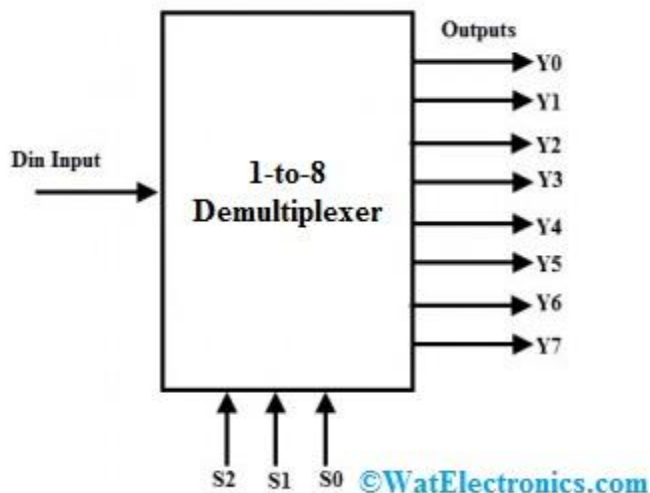 Outputs
Y0
Y1
Y2
Y3
Y4
Y5
Y6
Y7
Din Input
1-to-8
Demultiplexer
S2 S1 S0
©WatElectronics.com